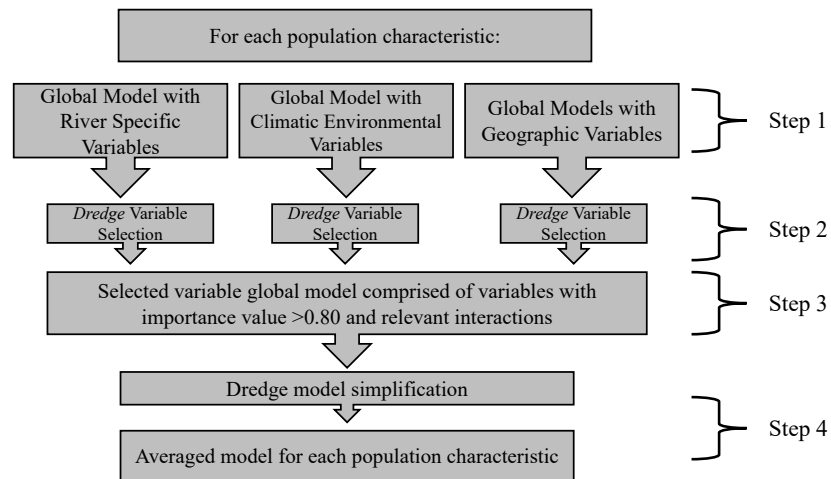 For each population characteristic:
Global Model with
River Specific
Variables
Global Model with
Climatic Environmental
Variables
Global Models with
Geographic Variables
Step 1
Dredge Variable
Selection
Dredge Variable
Selection
Dredge Variable
Selection
Step 2
Selected variable global model comprised of variables with
importance value >0.80 and relevant interactions
Step 3
Dredge model simplification
Averaged model for each population characteristic
Step 4